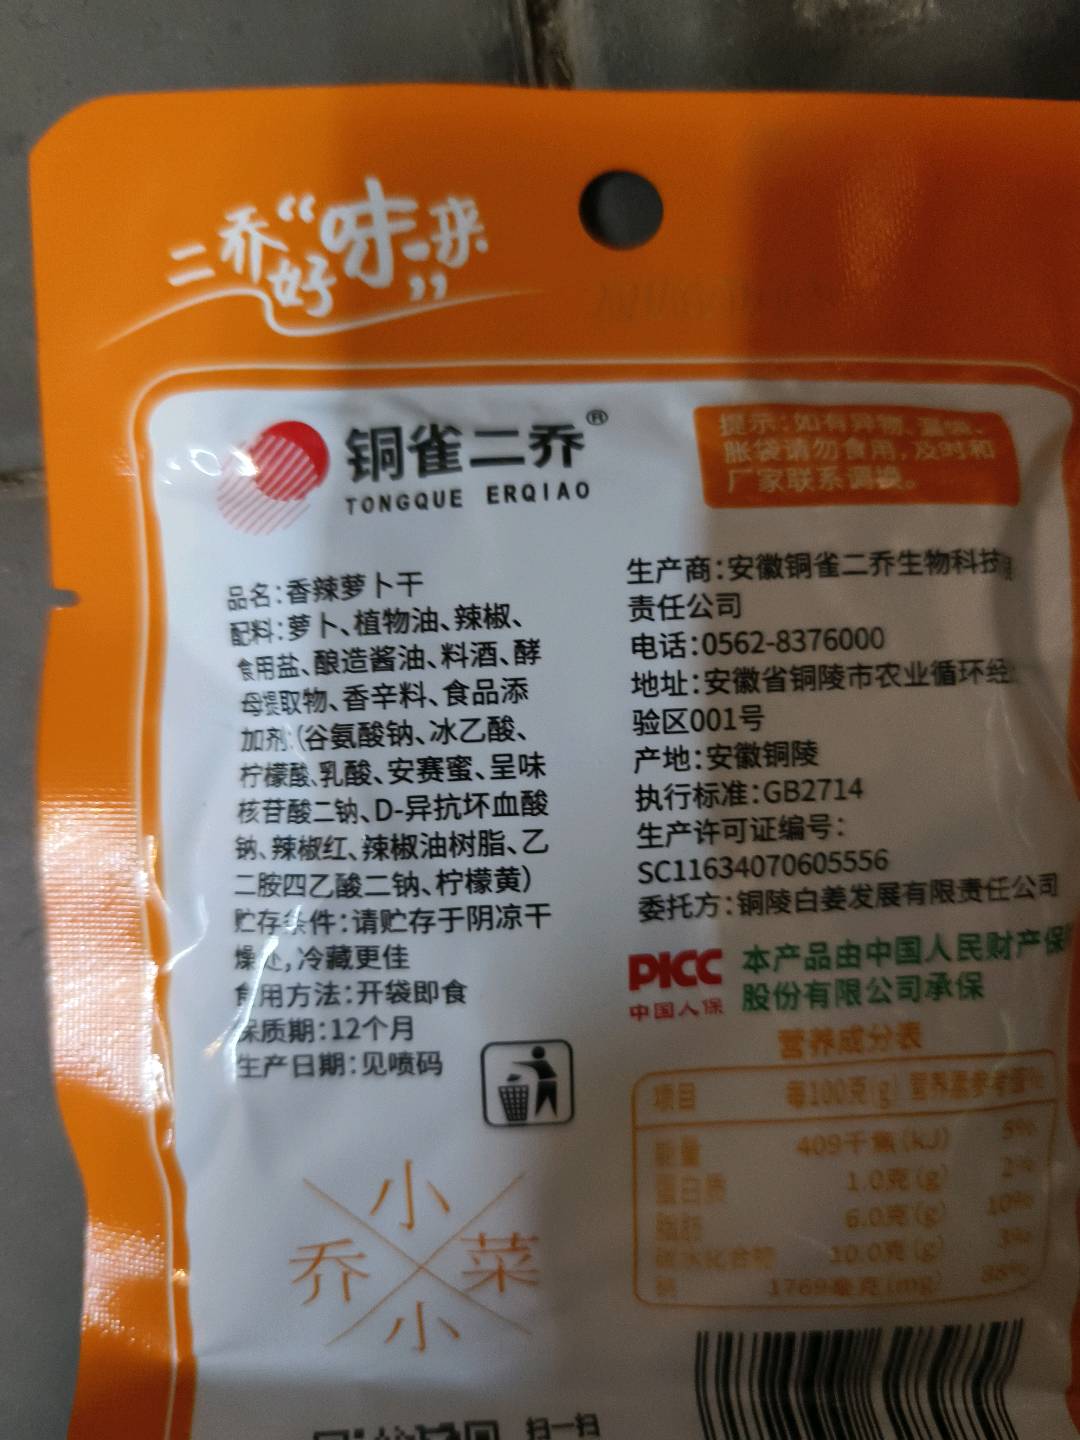 二乔好“味”来
铜雀二乔®
TONGQUE ERQIAO
提示:如有异物、漏气、
胀袋请勿食用,及时和
厂家联系调换。
品名:香辣萝卜干
配料:萝卜、植物油、辣椒、
食用盐、酿造酱油、料酒、酵
母提取物、香辛料、食品添
加剂:(谷氨酸钠、冰乙酸、
柠檬酸、乳酸、安赛蜜、呈味
核苷酸二钠、D-异抗坏血酸
钠、辣椒红、辣椒油树脂、乙
二胺四乙酸二钠、柠檬黄)
贮存条件:请贮存于阴凉干
燥处,冷藏更佳
食用方法:开袋即食
保质期:12个月
生产日期:见喷码
生产商:安徽铜雀二乔生物科技
责任公司
电话:0562-8376000
地址:安徽省铜陵市农业循环经
验区001号
产地:安徽铜陵
执行标准:GB2714
生产许可证编号:
SC11634070605556
委托方:铜陵白姜发展有限责任公司
PICC
中国人保
本产品由中国人民财产保
股份有限公司承保
营养成分表
项目 每100克(g) 营养素参考值%
能量 409千焦(kJ) 5%
蛋白质 1.0克(g) 2%
脂肪 6.0克(g) 10%
碳水化合物 10.0克(g) 3%
钠 1769毫克(mg) 88%
小
乔 菜
小
扫一扫